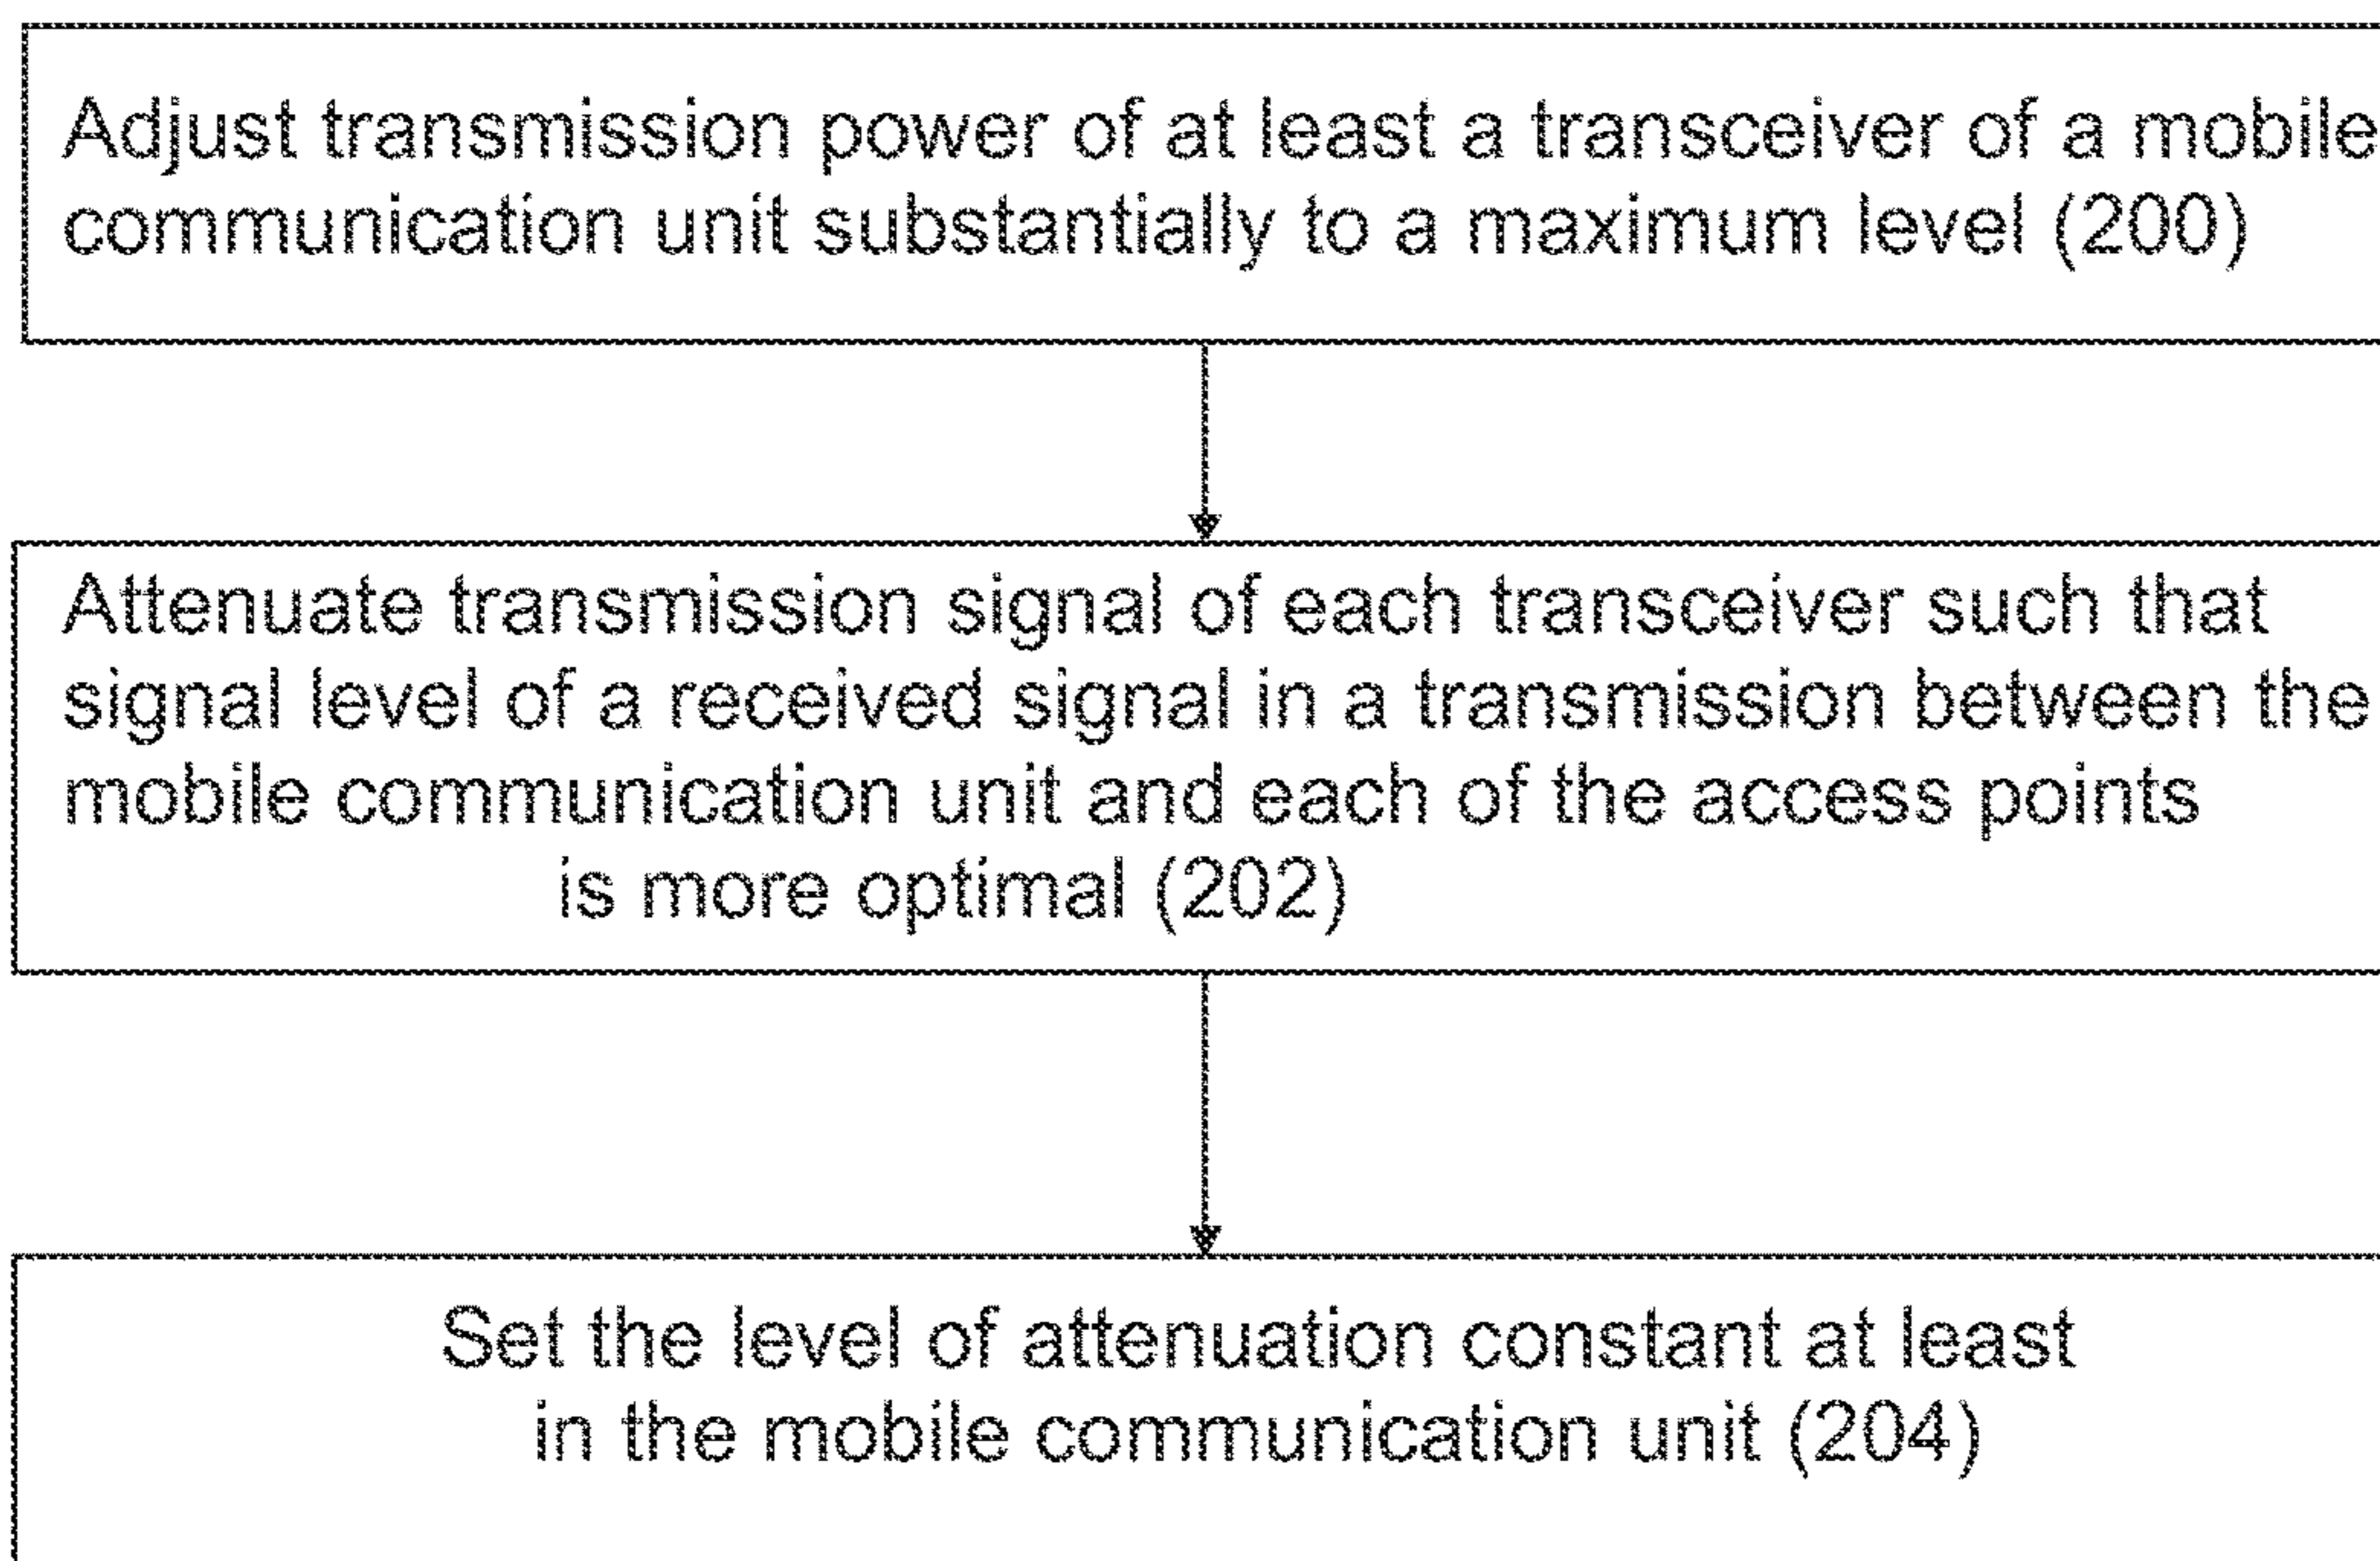 Adjust transmission power of at least a transceiver of a mobile
communication unit substantially to a maximum level (200)
Attenuate transmission signal of each transceiver such that
signal level of a received signal in a transmission between the
mobile communication unit and each of the access points
is more optimal (202)
Set the level of attenuation constant at least
in the mobile communication unit (204)